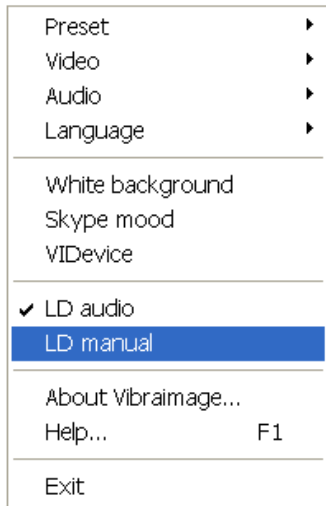 Preset
Video
Audio
Language
White background
Skype mood
VIDevice
LD audio
LD manual
About Vibraimage...
Help... F1
Exit